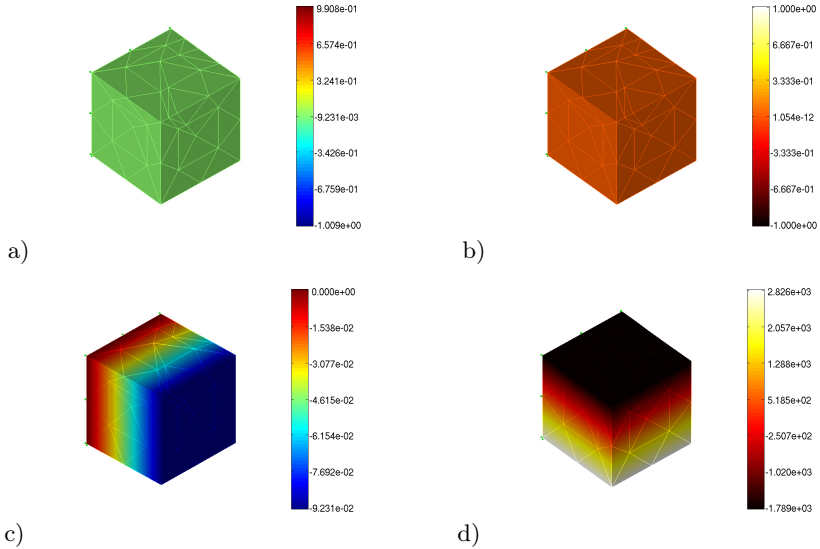 9.908e-01
6.574e-01
3.241e-01
-9.231e-03
-3.426e-01
-6.759e-01
-1.009e+00
a)
1.000e+00
6.667e-01
3.333e-01
1.054e-12
-3.333e-01
-6.667e-01
-1.000e+00
b)
0.000e+00
-1.538e-02
-3.077e-02
-4.615e-02
-6.154e-02
-7.692e-02
-9.231e-02
c)
2.826e+03
2.057e+03
1.288e+03
5.185e+02
-2.507e+02
-1.020e+03
-1.789e+03
d)